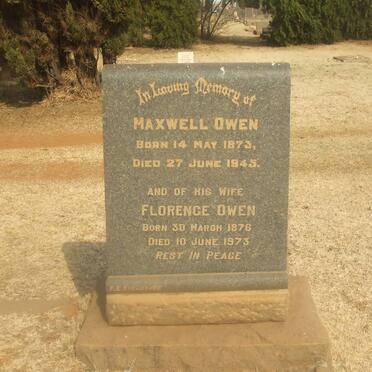 In Loving Memory of
MAXWELL OWEN
BORN 14 MAY 1873,
DIED 27 JUNE 1945.
AND OF HIS WIFE
FLORENCE OWEN
BORN 30 MARCH 1876
DIED 10 JUNE 1973
REST IN PEACE